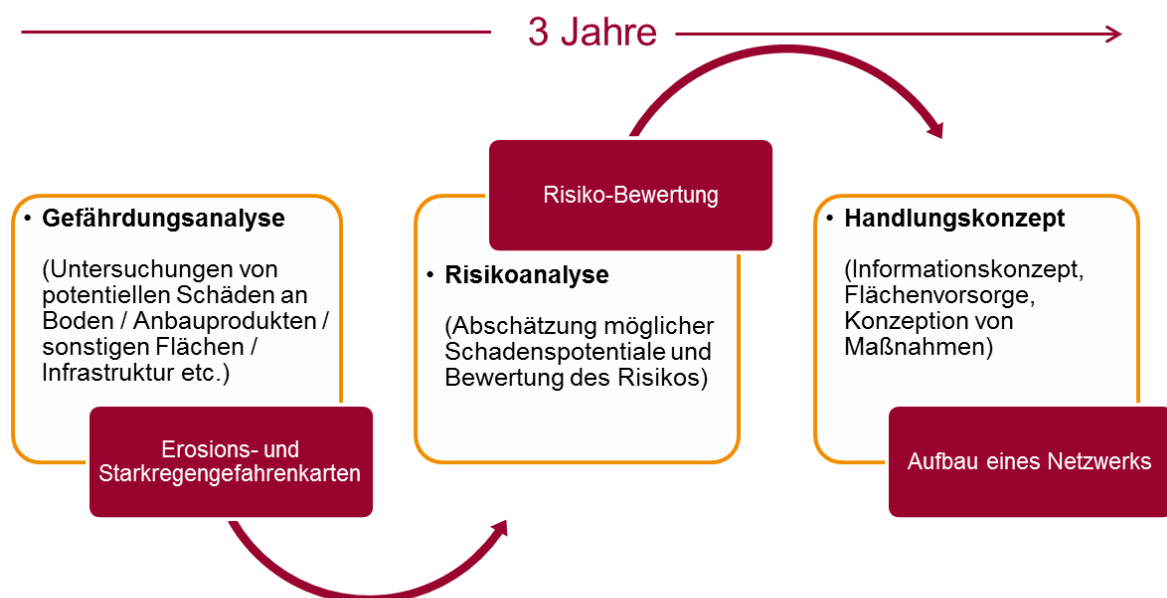 3 Jahre
• Gefährdungsanalyse
(Untersuchungen von
potentiellen Schäden an
Boden / Anbauprodukten /
sonstigen Flächen /
Infrastruktur etc.)
Erosions- und
Starkregengefahrenkarten
Risiko-Bewertung
• Risikoanalyse
(Abschätzung möglicher
Schadenspotentiale und
Bewertung des Risikos)
• Handlungskonzept
(Informationskonzept,
Flächenvorsorge,
Konzeption von
Maßnahmen)
Aufbau eines Netzwerks